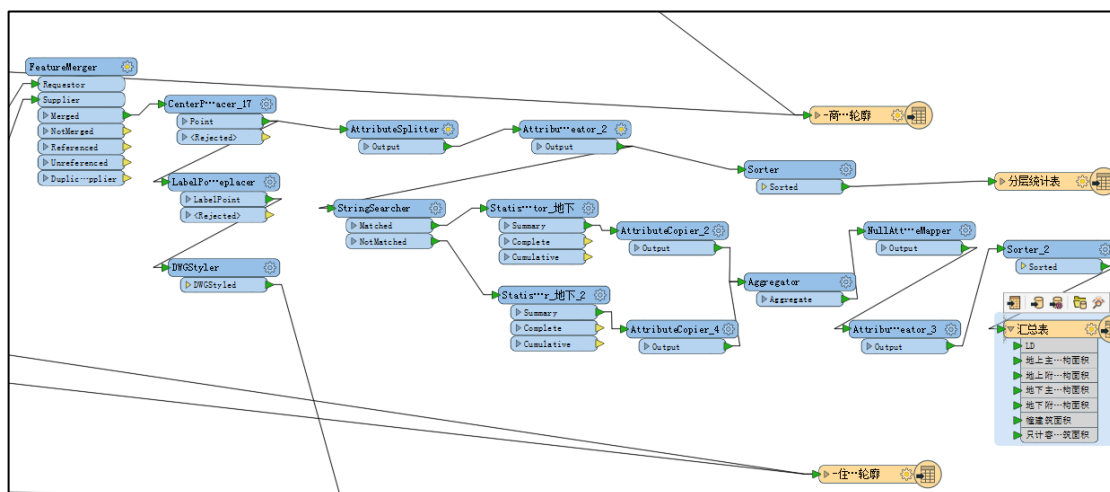 FeatureMerger
Requestor
Supplier
Merged
NotMerged
Referenced
Unreferenced
Duplic···pplier
CenterP···acer_17
Point
<Rejected>
LabelPo···eplacer
LabelPoint
<Rejected>
DWGStyler
DWGStyled
AttributeSplitter
Output
Attribu···eator_2
Output
StringSearcher
Matched
NotMatched
Statis···tor_地下
Summary
Complete
Cumulative
Statis···r_地下_2
Summary
Complete
Cumulative
AttributeCopier_2
Output
AttributeCopier_4
Output
Sorter
Sorted
Aggregator
Aggregate
-商···轮廓
分层统计表
NullAtt···eMapper
Output
Attribu···eator_3
Output
Sorter_2
Sorted
汇总表
LD
地上主···构面积
地上附···构面积
地下主···构面积
地下附···构面积
幢建筑面积
只计容···筑面积
-住···轮廓